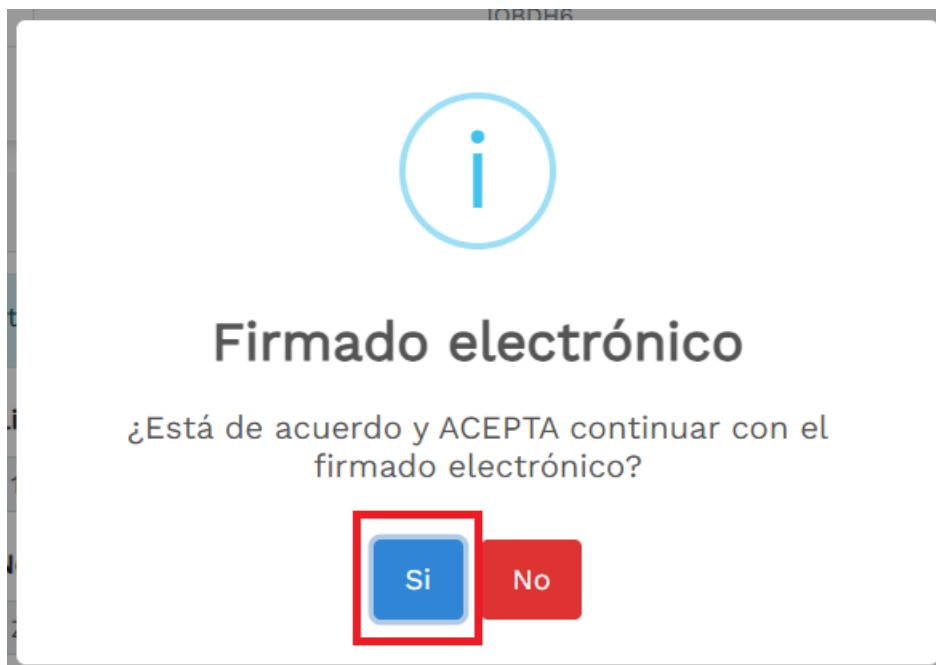 Firmado electrónico
¿Está de acuerdo y ACEPTA continuar con el
firmado electrónico?
Si No